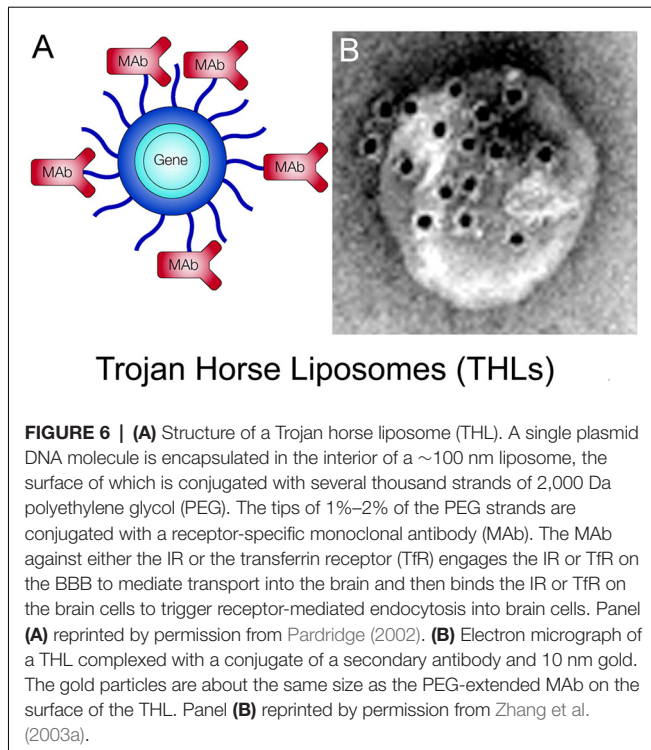 A
B
MAb
MAb
MAb
Gene
MAb
MAb
Trojan Horse Liposomes (THLs)
FIGURE 6 | (A) Structure of a Trojan horse liposome (THL). A single plasmid
DNA molecule is encapsulated in the interior of a ∼100 nm liposome, the
surface of which is conjugated with several thousand strands of 2,000 Da
polyethylene glycol (PEG). The tips of 1%–2% of the PEG strands are
conjugated with a receptor-specific monoclonal antibody (MAb). The MAb
against either the IR or the transferrin receptor (TfR) engages the IR or TfR on
the BBB to mediate transport into the brain and then binds the IR or TfR on
the brain cells to trigger receptor-mediated endocytosis into brain cells. Panel
(A) reprinted by permission from Pardridge (2002). (B) Electron micrograph of
a THL complexed with a conjugate of a secondary antibody and 10 nm gold.
The gold particles are about the same size as the PEG-extended MAb on the
surface of the THL. Panel (B) reprinted by permission from Zhang et al.
(2003a).